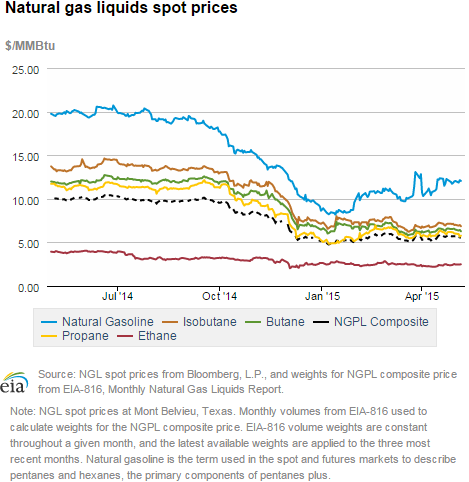 Natural gas liquids spot prices
$/MMBtu
25.00
20.00
15.00
10.00
5.00
0.00
Jul '14
Oct '14
Jan '15
Apr '15
Natural Gasoline Isobutane Butane NGPL Composite
Propane Ethane
eia
Source: NGL spot prices from Bloomberg, L.P., and weights for NGPL composite price
from EIA-816, Monthly Natural Gas Liquids Report.
Note: NGL spot prices at Mont Belvieu, Texas. Monthly volumes from EIA-816 used to
calculate weights for the NGPL composite price. EIA-816 volume weights are constant
throughout a given month, and the latest available weights are applied to the three most
recent months. Natural gasoline is the term used in the spot and futures markets to describe
pentanes and hexanes, the primary components of pentanes plus.